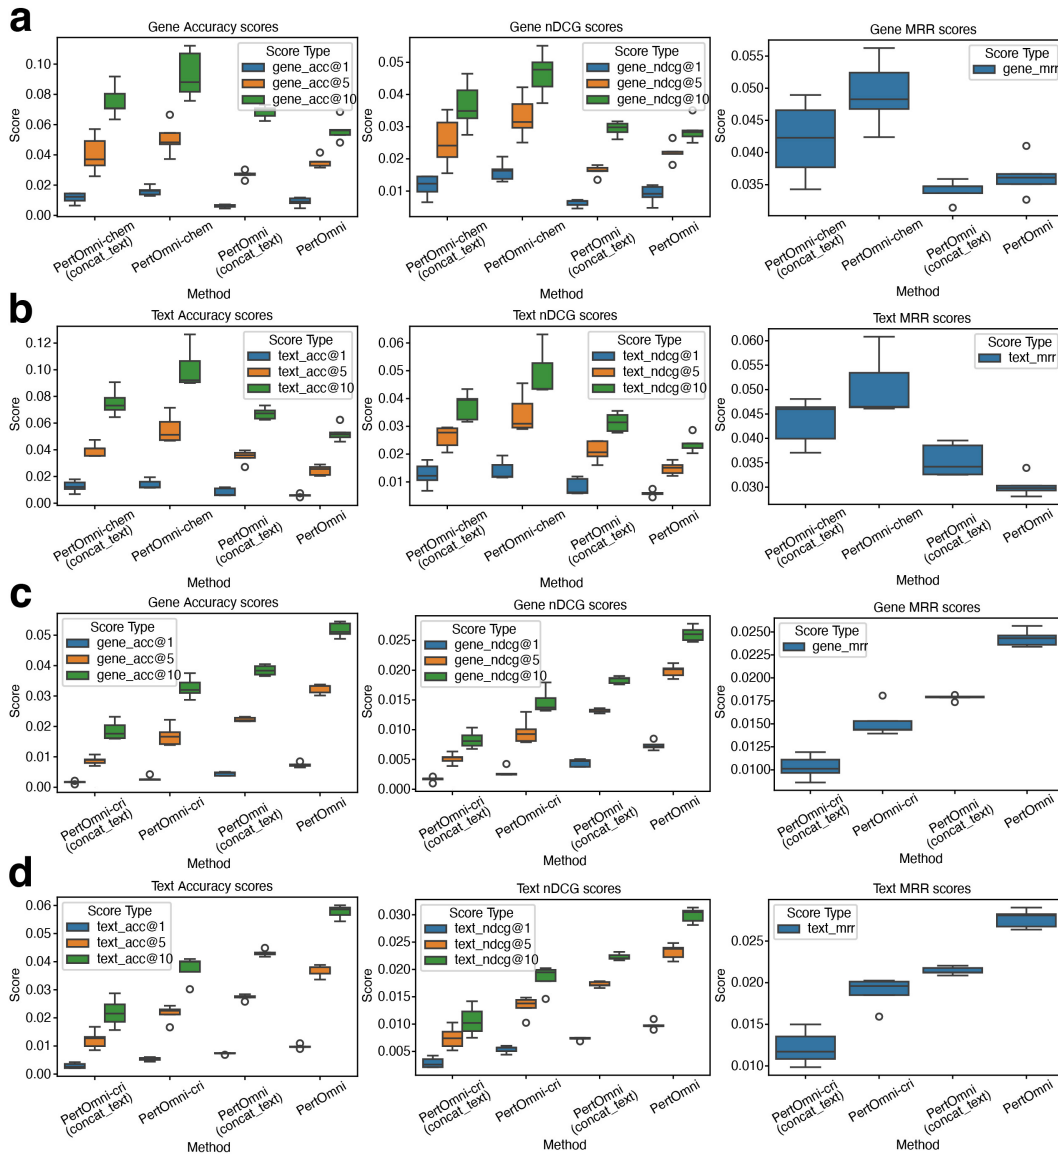 a
Gene Accuracy scores
Score
0.10
0.08
0.06
0.04
0.02
0.00
Score Type
gene_acc@1
gene_acc@5
gene_acc@10
PertOmni-chem
(concat_text)
PertOmni-chem
PertOmni
(concat_text)
PertOmni
Method
Gene nDCG scores
Score
0.05
0.04
0.03
0.02
0.01
Score Type
gene_ndcg@1
gene_ndcg@5
gene_ndcg@10
PertOmni-chem
(concat_text)
PertOmni-chem
PertOmni
(concat_text)
PertOmni
Method
Gene MRR scores
Score
0.055
0.050
0.045
0.040
0.035
Score Type
gene_mrr
PertOmni-chem
(concat_text)
PertOmni-chem
PertOmni
(concat_text)
PertOmni
Method
b
Text Accuracy scores
Score
0.12
0.10
0.08
0.06
0.04
0.02
0.00
Score Type
text_acc@1
text_acc@5
text_acc@10
PertOmni-chem
(concat_text)
PertOmni-chem
PertOmni
(concat_text)
PertOmni
Method
Text nDCG scores
Score
0.06
0.05
0.04
0.03
0.02
0.01
Score Type
text_ndcg@1
text_ndcg@5
text_ndcg@10
PertOmni-chem
(concat_text)
PertOmni-chem
PertOmni
(concat_text)
PertOmni
Method
Text MRR scores
Score
0.060
0.055
0.050
0.045
0.040
0.035
0.030
Score Type
text_mrr
PertOmni-chem
(concat_text)
PertOmni-chem
PertOmni
(concat_text)
PertOmni
Method
c
Gene Accuracy scores
Score
0.05
0.04
0.03
0.02
0.01
0.00
Score Type
gene_acc@1
gene_acc@5
gene_acc@10
PertOmni-cri
(concat_text)
PertOmni-cri
PertOmni
(concat_text)
PertOmni
Method
Gene nDCG scores
Score
0.025
0.020
0.015
0.010
0.005
0.000
Score Type
gene_ndcg@1
gene_ndcg@5
gene_ndcg@10
PertOmni-cri
(concat_text)
PertOmni-cri
PertOmni
(concat_text)
PertOmni
Method
Gene MRR scores
Score
0.0250
0.0225
0.0200
0.0175
0.0150
0.0125
0.0100
Score Type
gene_mrr
PertOmni-cri
(concat_text)
PertOmni-cri
PertOmni
(concat_text)
PertOmni
Method
d
Text Accuracy scores
Score
0.06
0.05
0.04
0.03
0.02
0.01
0.00
Score Type
text_acc@1
text_acc@5
text_acc@10
PertOmni-cri
(concat_text)
PertOmni-cri
PertOmni
(concat_text)
PertOmni
Method
Text nDCG scores
Score
0.030
0.025
0.020
0.015
0.010
0.005
Score Type
text_ndcg@1
text_ndcg@5
text_ndcg@10
PertOmni-cri
(concat_text)
PertOmni-cri
PertOmni
(concat_text)
PertOmni
Method
Text MRR scores
Score
0.025
0.020
0.015
0.010
Score Type
text_mrr
PertOmni-cri
(concat_text)
PertOmni-cri
PertOmni
(concat_text)
PertOmni
Method